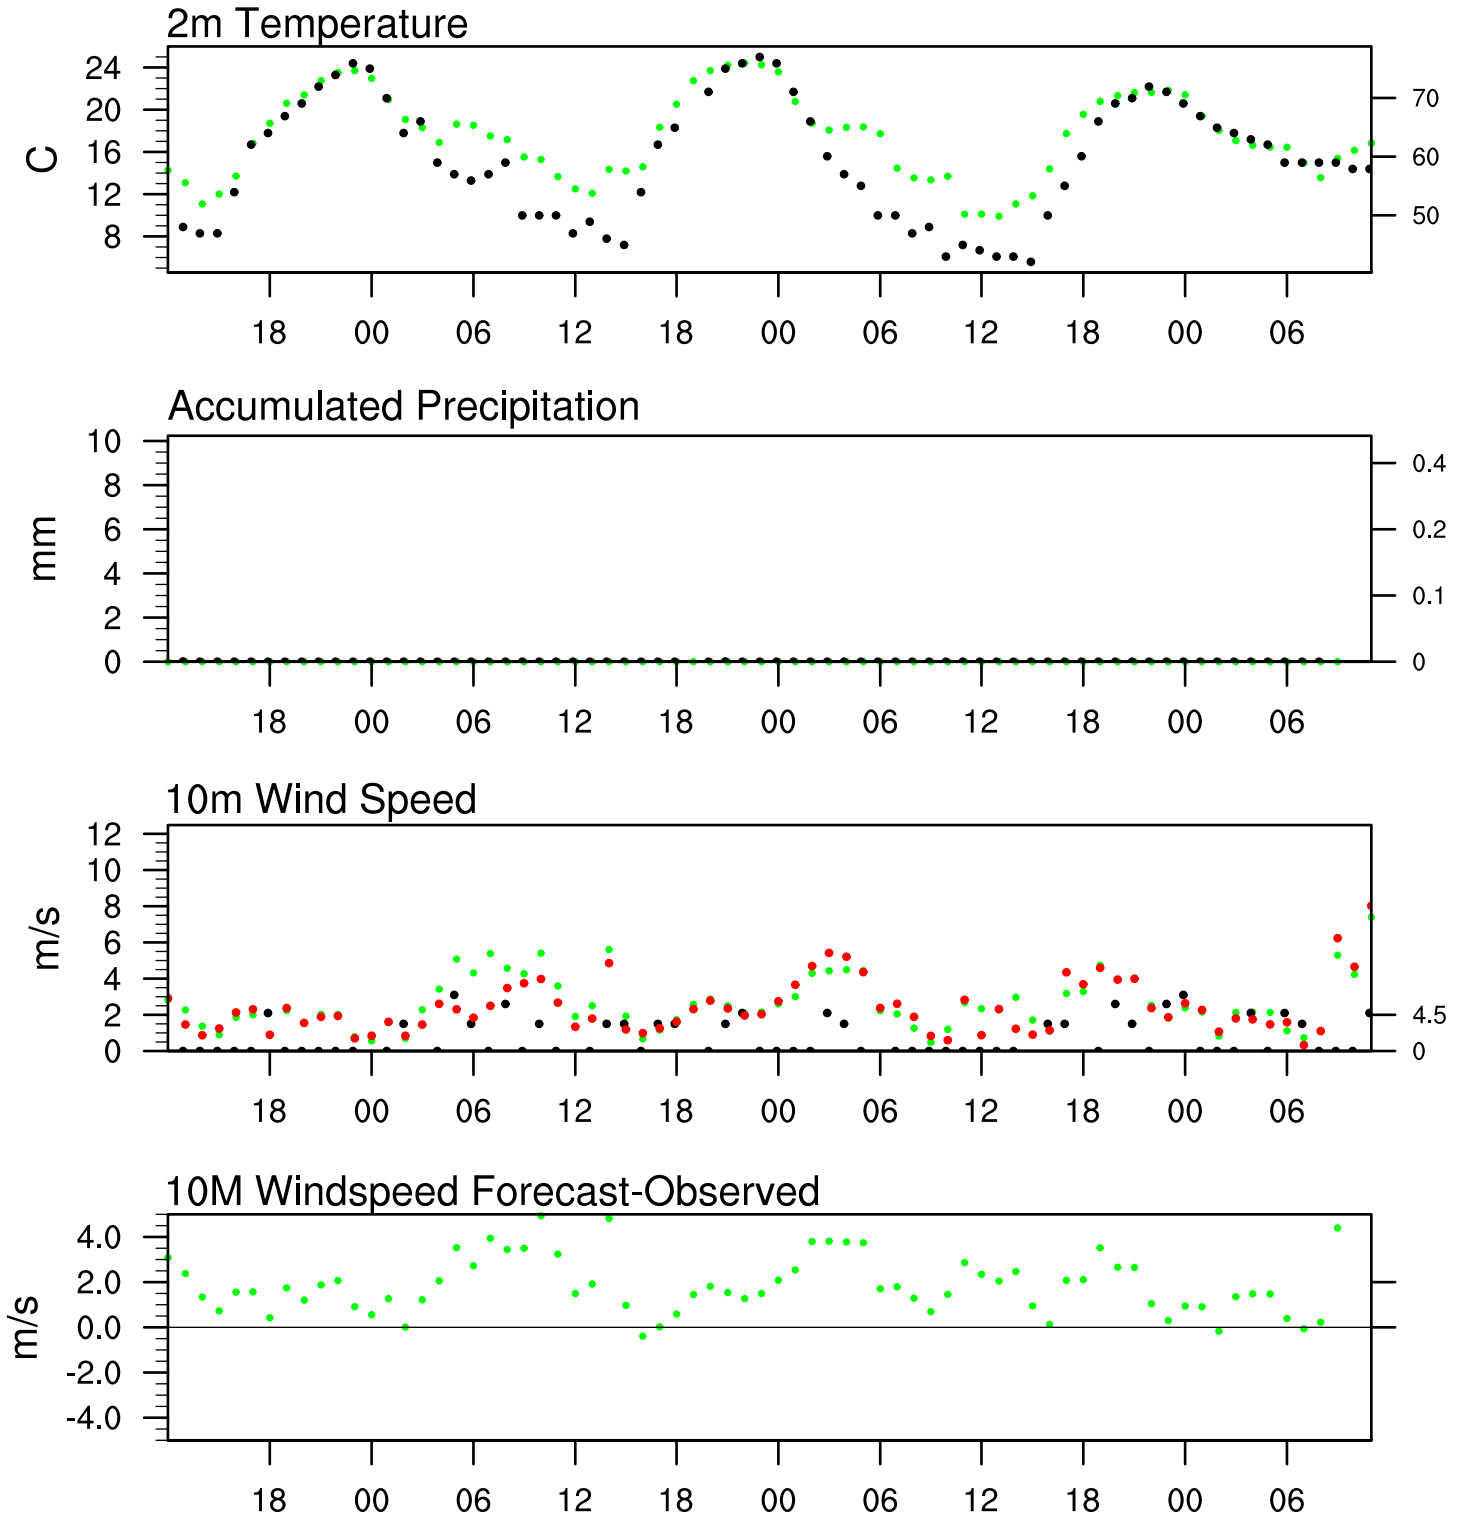 2m Temperature
24
20
16
12
8
C
70
60
50
18 00 06 12 18 00 06 12 18 00 06
Accumulated Precipitation
10
8
6
4
2
0
mm
0.4
0.2
0.1
0
18 00 06 12 18 00 06 12 18 00 06
10m Wind Speed
12
10
8
6
4
2
0
m/s
4.5
0
18 00 06 12 18 00 06 12 18 00 06
10M Windspeed Forecast-Observed
4.0
2.0
0.0
-2.0
-4.0
m/s
18 00 06 12 18 00 06 12 18 00 06